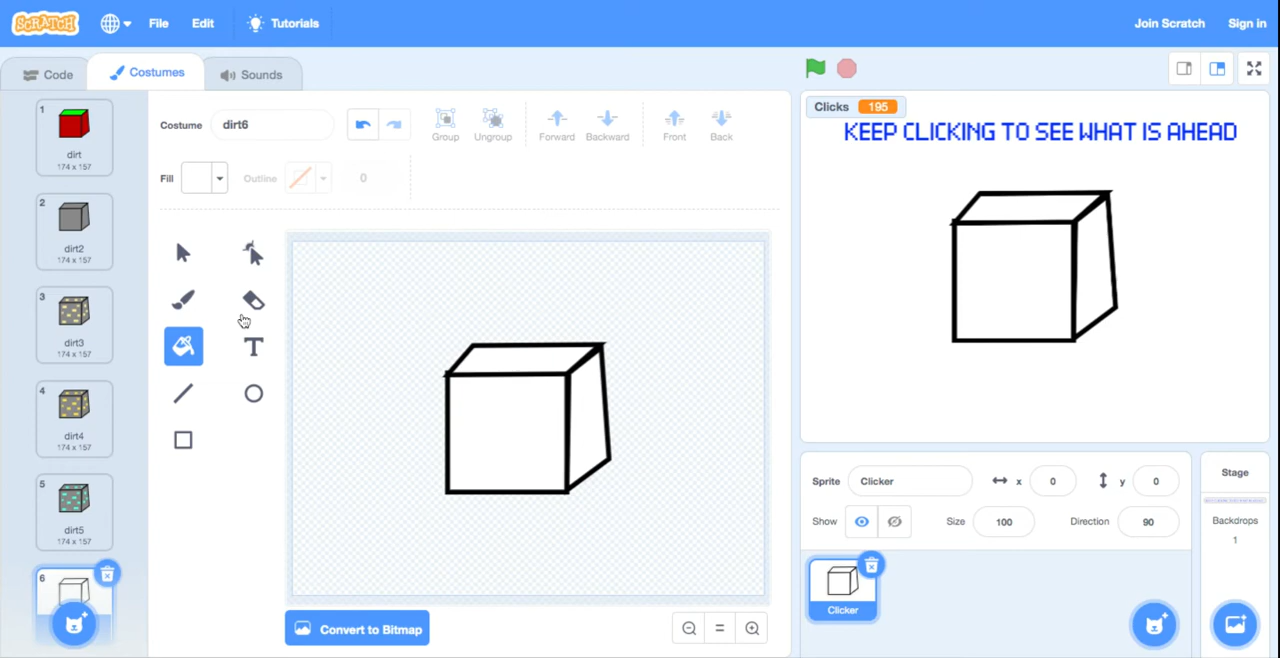 SCRATCH File Edit Tutorials Join Sign in
Code Costumes Sounds
1
dirt
174 x 157
2
dirt2
174 x 157
3
dirt3
174 x 157
4
dirt4
174 x 157
5
dirt5
174 x 157
6
Costume dirt6
Group Ungroup Forward Backward Front Back
Fill Outline 0
T
Convert to Bitmap
Clicks 195
KEEP CLICKING TO SEE WHAT IS AHEAD
Sprite Clicker x 0 y 0
Show Size 100 Direction 90
Clicker
Stage
Backdrops
1